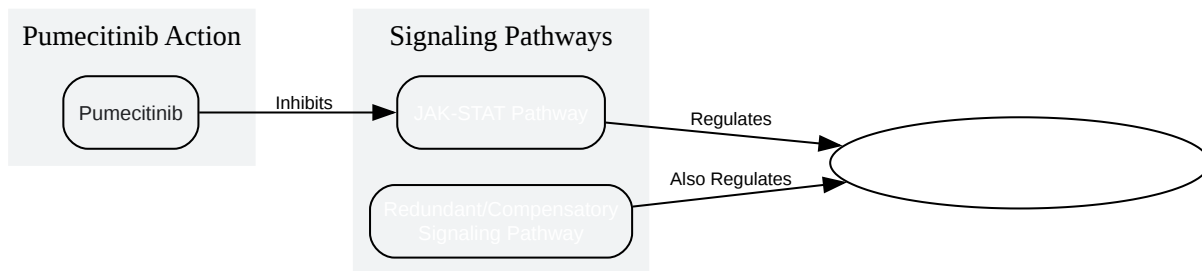 Pumecitinib Action
Signaling Pathways
Pumecitinib
Inhibits
JAK-STAT Pathway
Regulates
Also Regulates
Redundant/Compensatory
Signaling Pathway